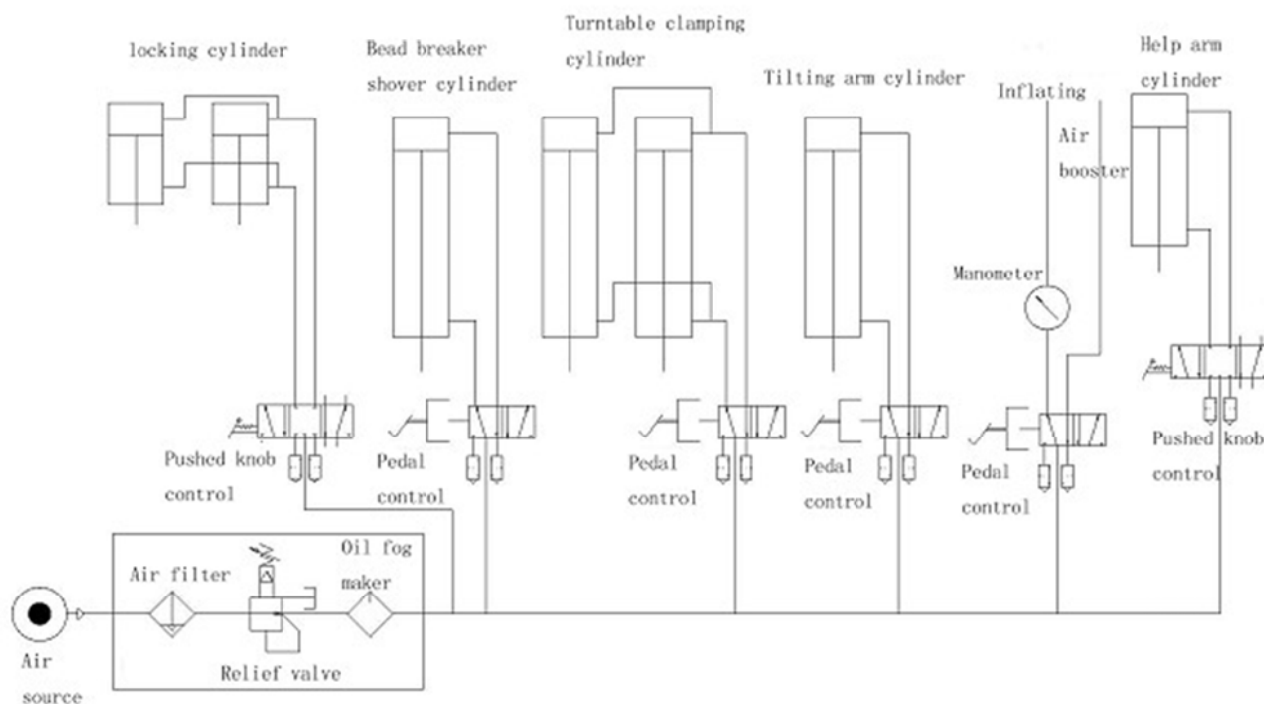 locking cylinder
Bead breaker
shover cylinder
Turntable clamping
cylinder
Tilting arm cylinder
Inflating
Air
booster
Help arm
cylinder
Manometer
Pushed knob
control
Pedal
control
Pedal
control
Pedal
control
Pedal
control
Pushed knob
control
Air filter
Oil fog
maker
Relief valve
Air
source